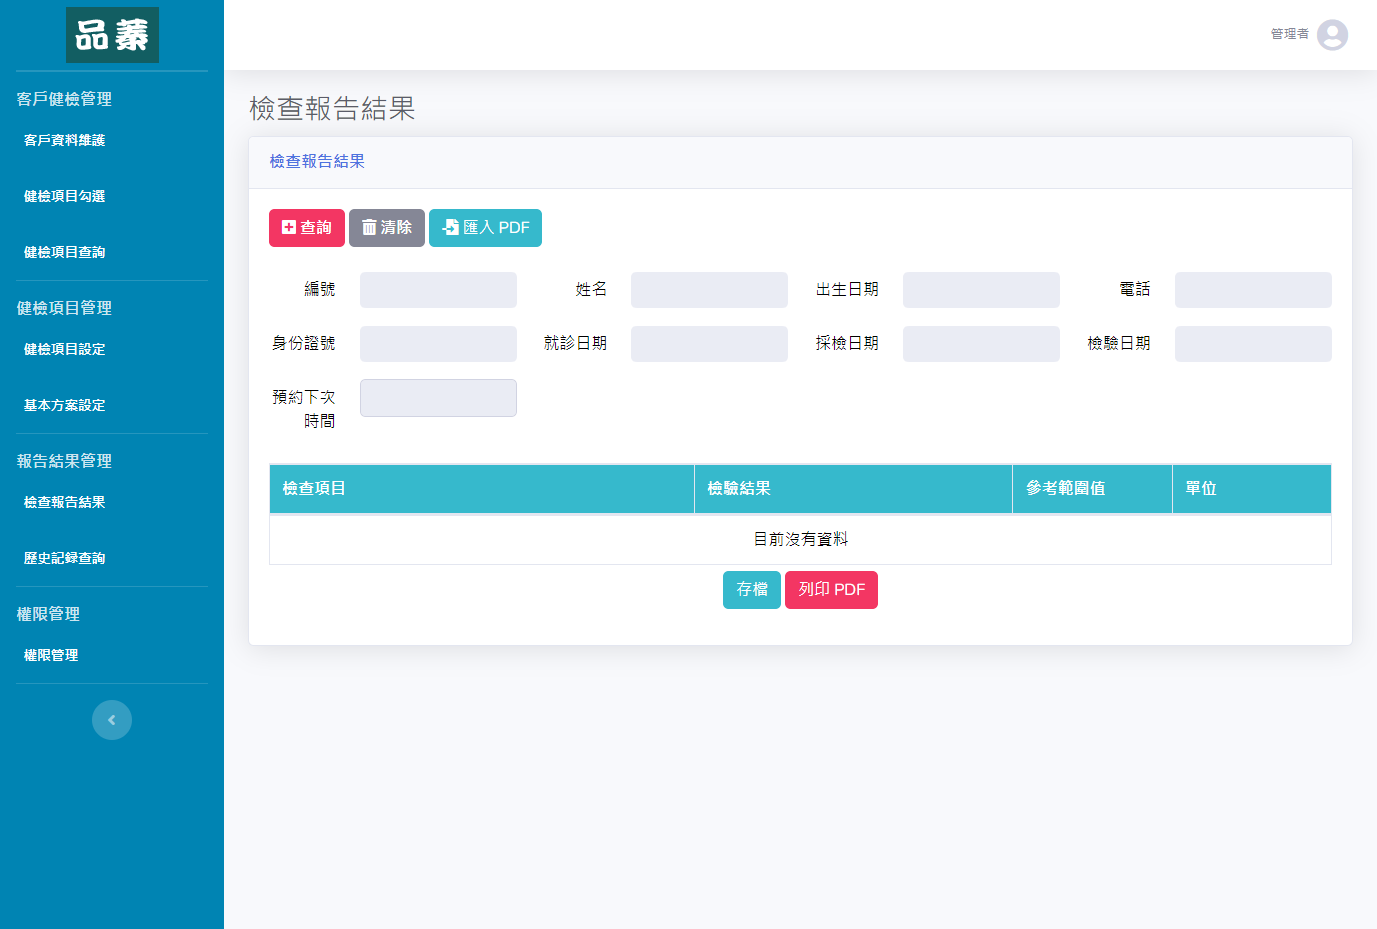 品蓁
管理者
客戶健檢管理
客戶資料維護
健檢項目勾選
健檢項目查詢
健檢項目管理
健檢項目設定
基本方案設定
報告結果管理
檢查報告結果
歷史記録查詢
權限管理
權限管理
檢查報告結果
檢查報告結果
查詢 清除 匯入 PDF
編號 姓名 出生日期 電話
身份證號 就診日期 採檢日期 檢驗日期
預約下次
時間
檢查項目 檢驗結果 參考範圍值 單位
目前沒有資料
存檔 列印 PDF